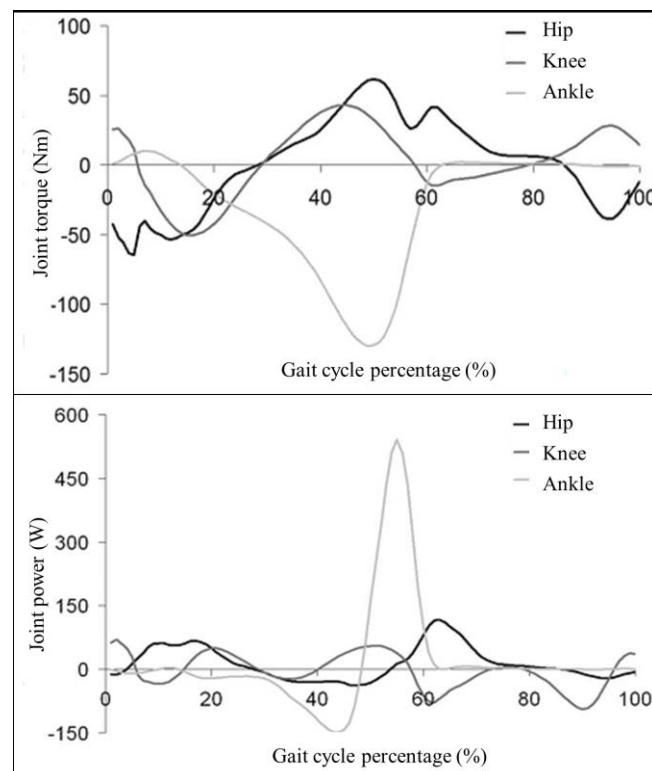 100
50
0
-50
-100
-150
Joint torque (Nm)
20 40 60 80 100
Gait cycle percentage (%)
Hip
Knee
Ankle
600
450
300
150
0
-150
Joint power (W)
0 20 40 60 80 100
Gait cycle percentage (%)
Hip
Knee
Ankle